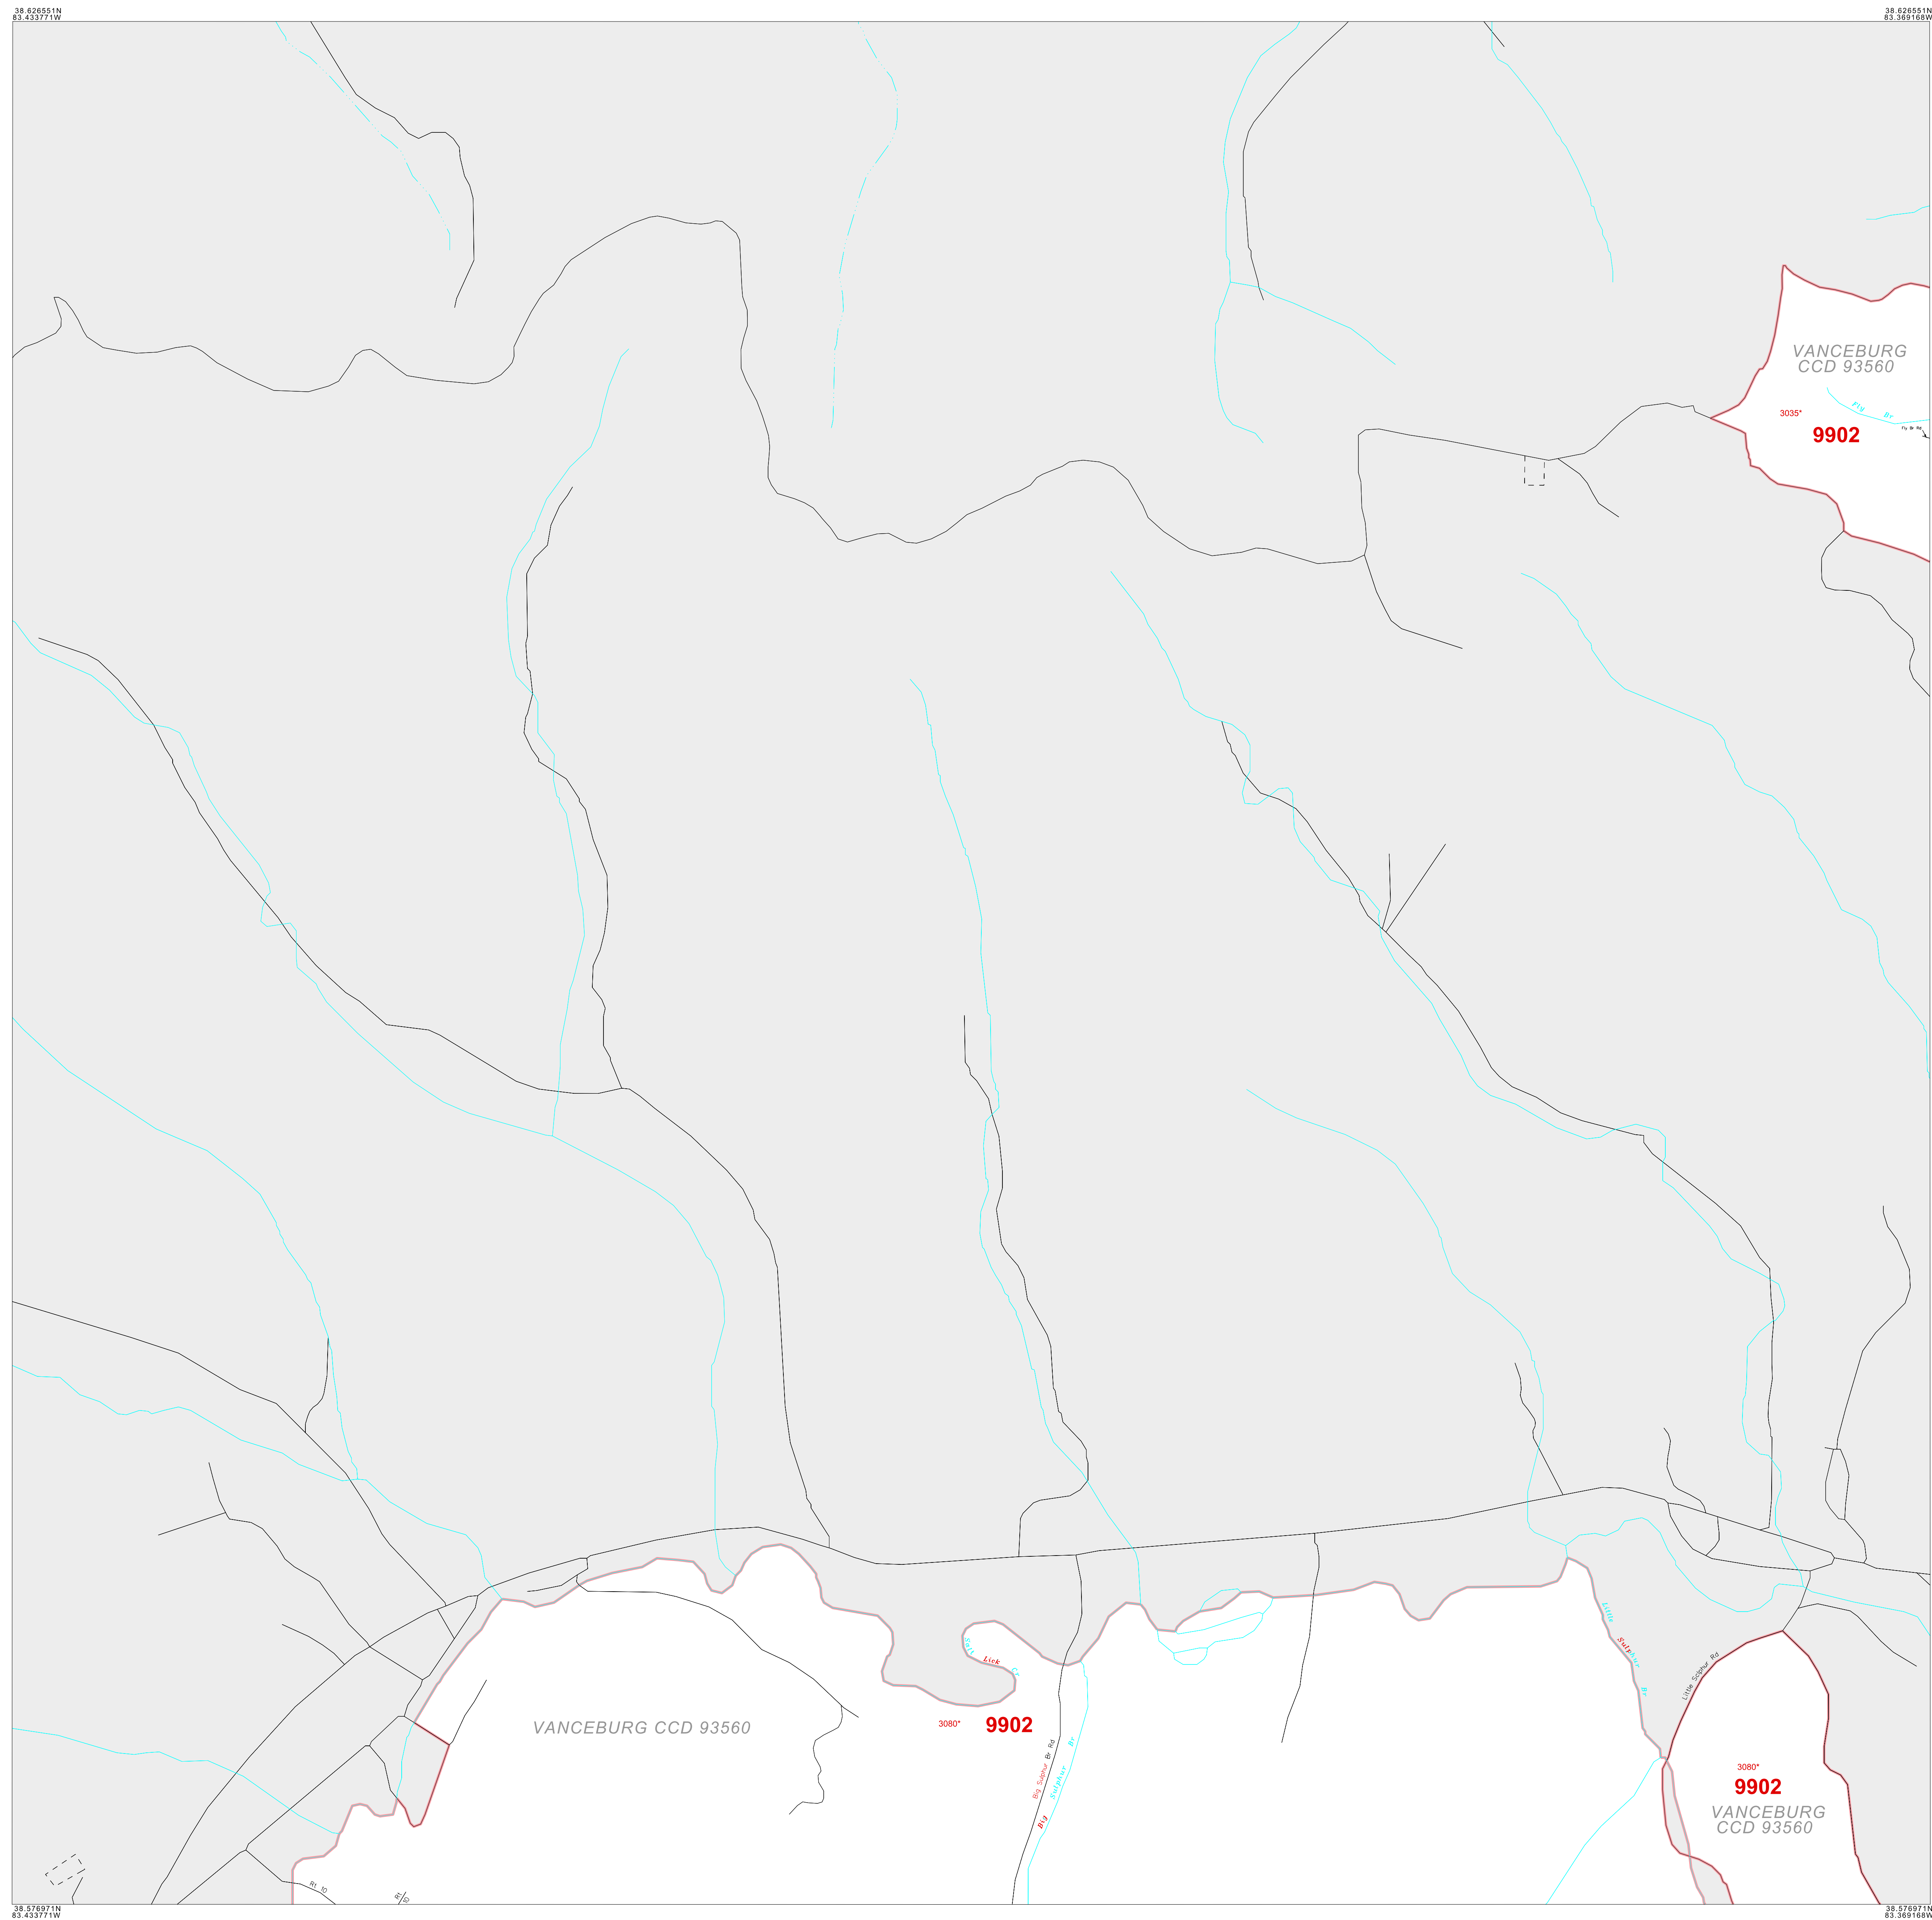 38.626551N
83.433771W
38.626551N
83.369168W
VANCEBURG
CCD 93560
3035*
9902
Fly Br
VANCEBURG CCD 93560
3080*
9902
Salt Lick Cr
Big Sulphur Br Rd
Big Sulphur Br
Little Sulphur Br
Little Sulphur Rd
3080*
9902
VANCEBURG
CCD 93560
Rt 10
Rt 10
38.576971N
83.433771W
38.576971N
83.369168W